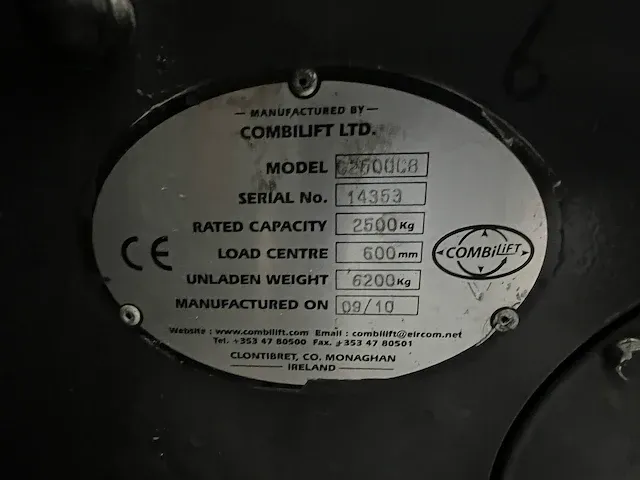 MANUFACTURED BY
COMBILIFT LTD.
MODEL
SERIAL No. 14353
RATED CAPACITY 2500Kg
LOAD CENTRE 600mm
UNLADEN WEIGHT 6200Kg
MANUFACTURED ON 09/10
CE
COMBiLiFT
Website : www.combilift.com Email : combilift@eircom.net
Tel. +353 47 80500 Fax. +353 47 80501
CLONTIBRET, CO. MONAGHAN
IRELAND